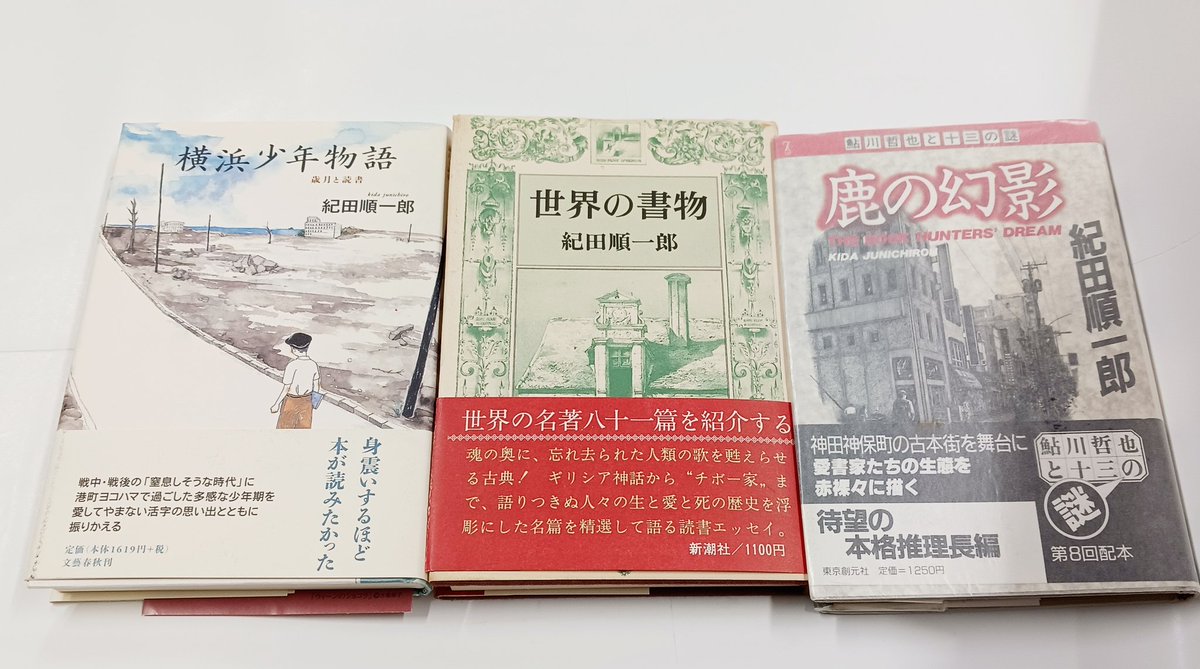 横浜少年物語
歳月と読書
kida junichiro
紀田順一郎
戦中・戦後の「窒息しそうな時代」に
港町ヨコハマで過ごした多感な少年期を
愛してやまない活字の思い出とともに
振りかえる
定価(本体1619円+税)
文藝春秋刊
身震いするほど
本が読みたかった
世界の書物
紀田順一郎
世界の名著八十一篇を紹介する
魂の奥に、忘れ去られた人類の歌を甦えらせ
る古典! ギリシア神話から〝チボー家〟ま
で、語りつきぬ人々の生と愛と死の歴史を浮
彫にした名篇を精選して語る読書エッセイ。
新潮社/1100円
鮎川哲也と十三の謎
鹿の幻影
THE BOOK HUNTERS' DREAM
KIDA JUNICHIROU
紀田順一郎
神田神保町の古本街を舞台に
愛書家たちの生態を
赤裸々に描く
待望の
本格推理長編
東京創元社 定価=1250円
鮎川哲也
と十三の
謎
第8回配本